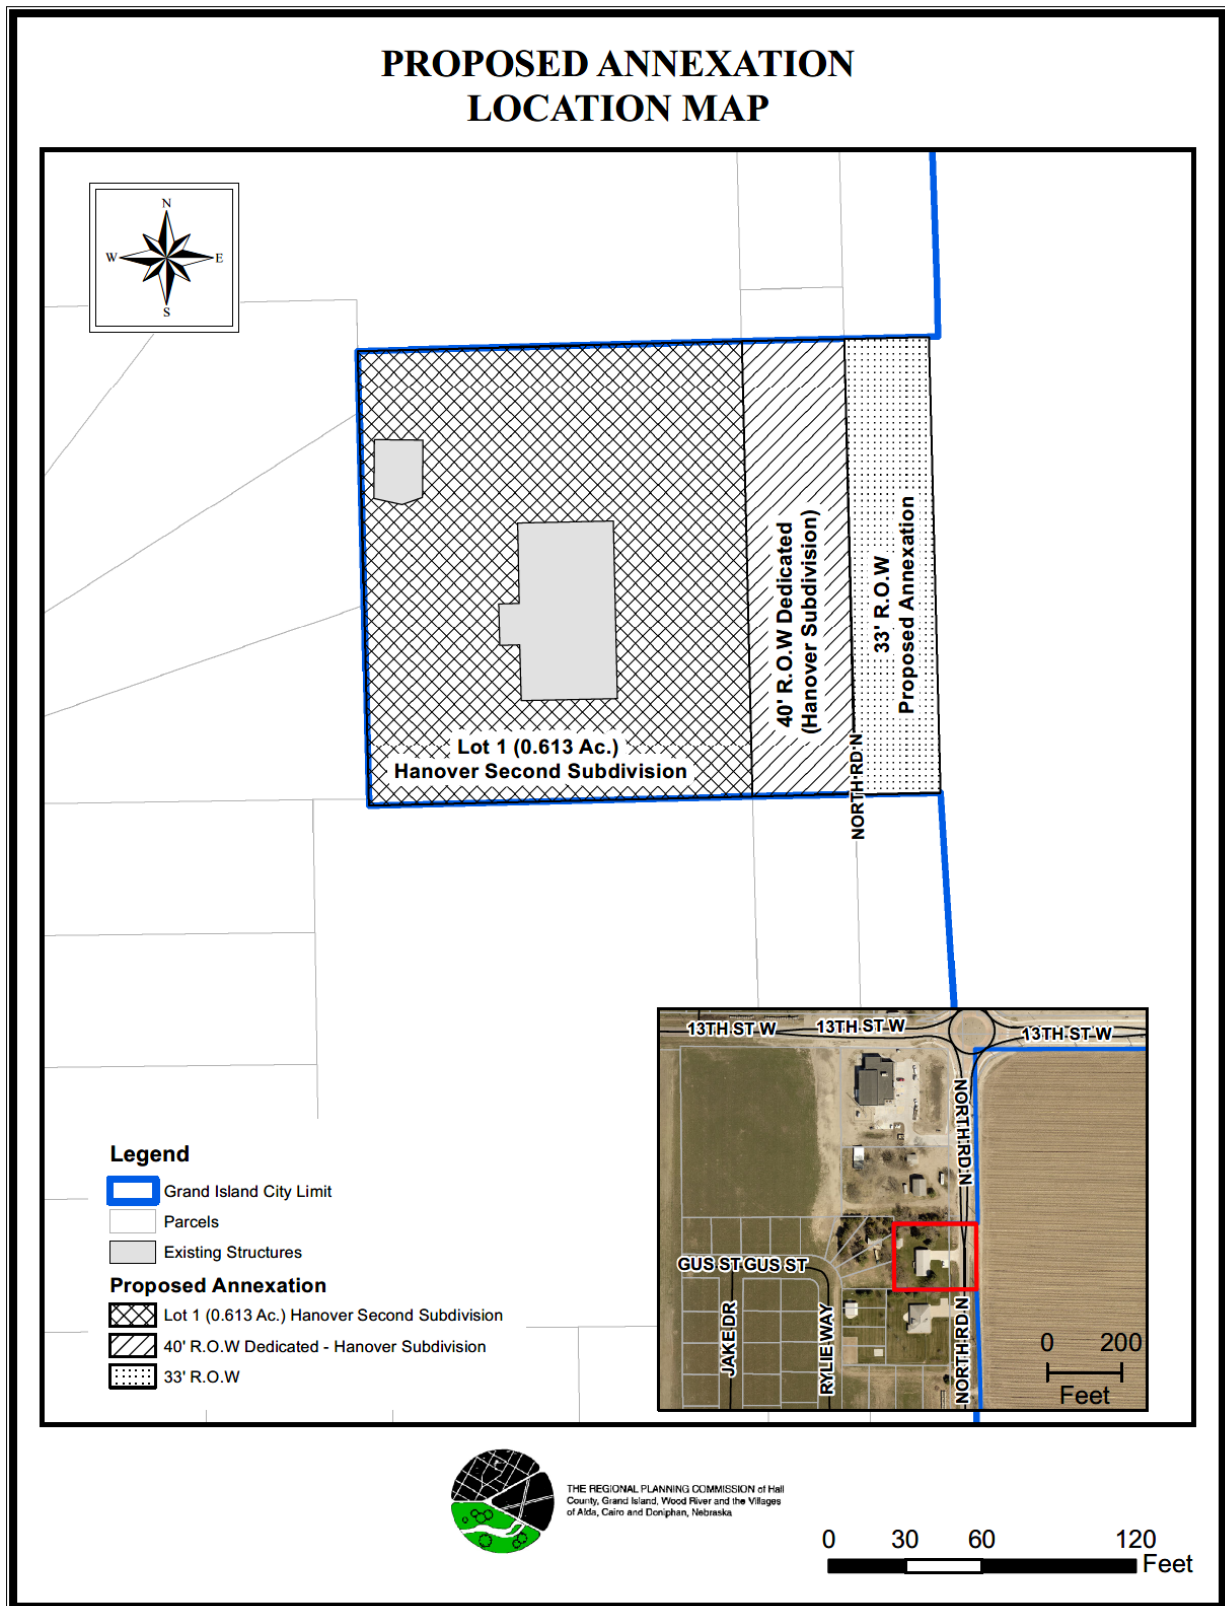 PROPOSED ANNEXATION
LOCATION MAP
N
W
E
S
40' R.O.W Dedicated
(Hanover Subdivision)
33' R.O.W
Proposed Annexation
Lot 1 (0.613 Ac.)
Hanover Second Subdivision
NORTH RD N
13TH ST W
13TH ST W
13TH ST W
NORTH RD N
GUS ST
GUS ST
JAKE DR
RYLIE WAY
NORTH RD N
0 200
Feet
Legend
Grand Island City Limit
Parcels
Existing Structures
Proposed Annexation
Lot 1 (0.613 Ac.) Hanover Second Subdivision
40' R.O.W Dedicated - Hanover Subdivision
33' R.O.W
THE REGIONAL PLANNING COMMISSION of Hall
County, Grand Island, Wood River and the Villages
of Alda, Cairo and Doniphan, Nebraska
0 30 60 120
Feet